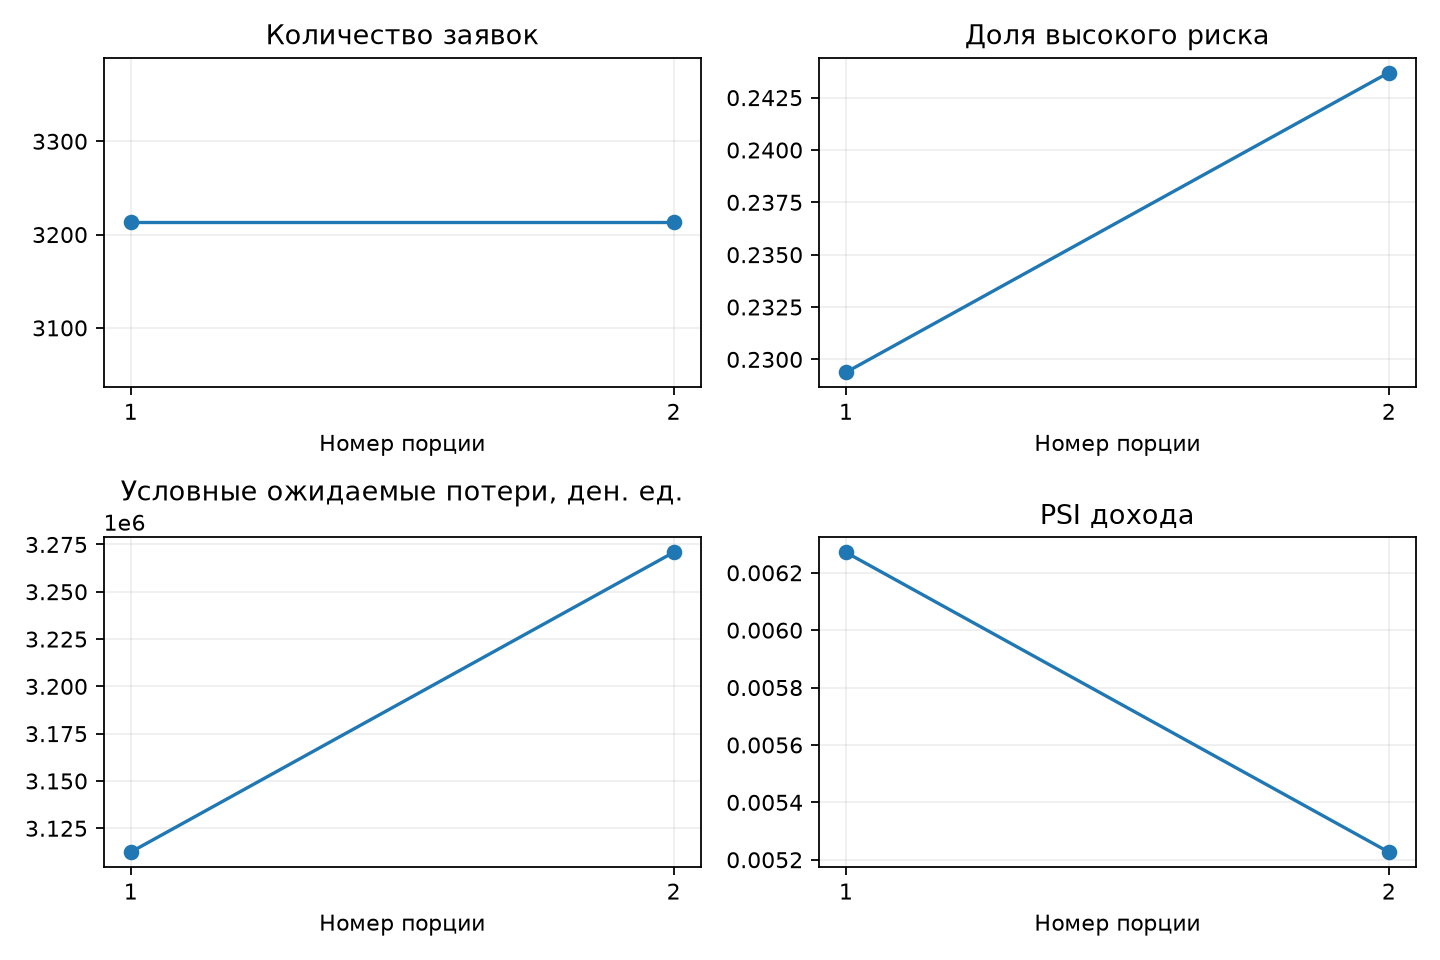 Количество заявок
3300
3200
3100
1 2
Номер порции
Доля высокого риска
0.2425
0.2400
0.2375
0.2350
0.2325
0.2300
1 2
Номер порции
Условные ожидаемые потери, ден. ед.
1e6
3.275
3.250
3.225
3.200
3.175
3.150
3.125
1 2
Номер порции
PSI дохода
0.0062
0.0060
0.0058
0.0056
0.0054
0.0052
1 2
Номер порции